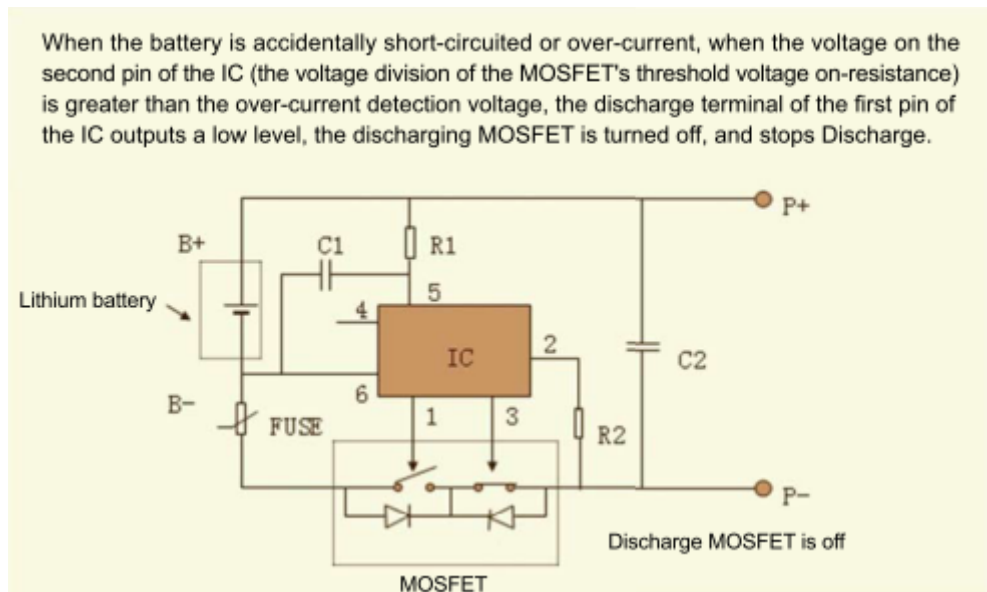 When the battery is accidentally short-circuited or over-current, when the voltage on the
second pin of the IC (the voltage division of the MOSFET's threshold voltage on-resistance)
is greater than the over-current detection voltage, the discharge terminal of the first pin of
the IC outputs a low level, the discharging MOSFET is turned off, and stops Discharge.
P+
B+
C1
R1
Lithium battery
5
4
IC
2
C2
6
B-
FUSE
1
3
R2
P-
Discharge MOSFET is off
MOSFET